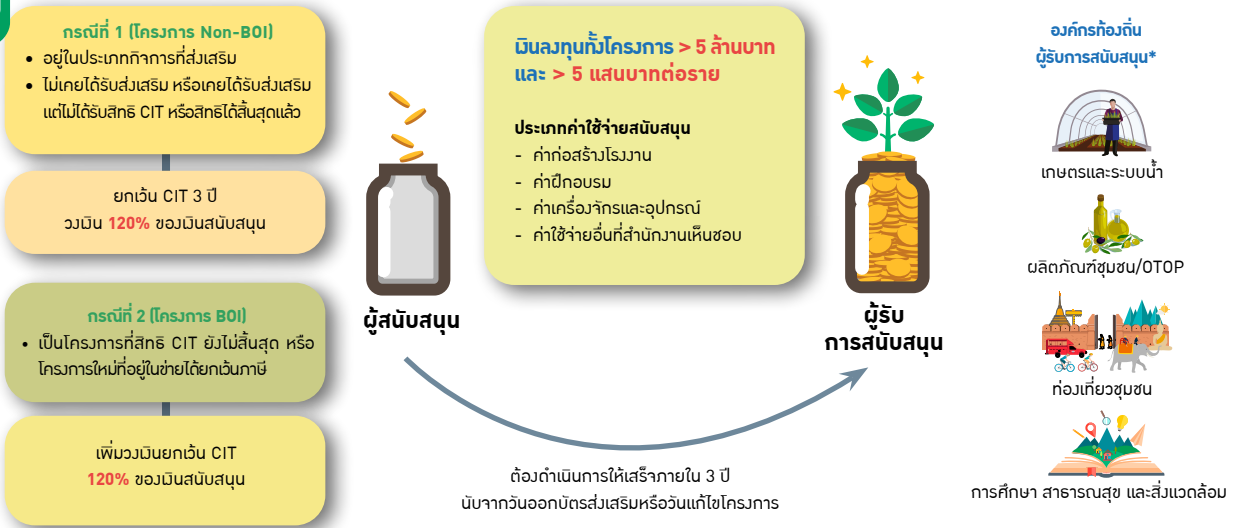 กรณีที่ 1 (โครงการ Non-BOI)
• อยู่ในประเภทกิจการที่ส่งเสริม
• ไม่เคยได้รับส่งเสริม หรือเคยได้รับส่งเสริม
แต่ไม่ได้รับสิทธิ CIT หรือสิทธิได้สิ้นสุดแล้ว
ยกเว้น CIT 3 ปี
วงเงิน 120% ของเงินสนับสนุน
กรณีที่ 2 (โครงการ BOI)
• เป็นโครงการที่สิทธิ CIT ยังไม่สิ้นสุด หรือ
โครงการใหม่ที่อยู่ในข่ายได้ยกเว้นภาษี
เพิ่มวงเงินยกเว้น CIT
120% ของเงินสนับสนุน
ผู้สนับสนุน
เงินลงทุนทั้งโครงการ > 5 ล้านบาท
และ > 5 แสนบาทต่อราย
ประเภทค่าใช้จ่ายสนับสนุน
- ค่าก่อสร้างโรงงาน
- ค่าฝึกอบรม
- ค่าเครื่องจักรและอุปกรณ์
- ค่าใช้จ่ายอื่นที่สำนักงานเห็นชอบ
ผู้รับ
การสนับสนุน
ต้องดำเนินการให้เสร็จภายใน 3 ปี
นับจากวันออกบัตรส่งเสริมหรือวันแก้ไขโครงการ
องค์กรท้องถิ่น
ผู้รับการสนับสนุน*
เกษตรและระบบน้ำ
ผลิตภัณฑ์ชุมชน/OTOP
ท่องเที่ยวชุมชน
การศึกษา สาธารณสุข และสิ่งแวดล้อม